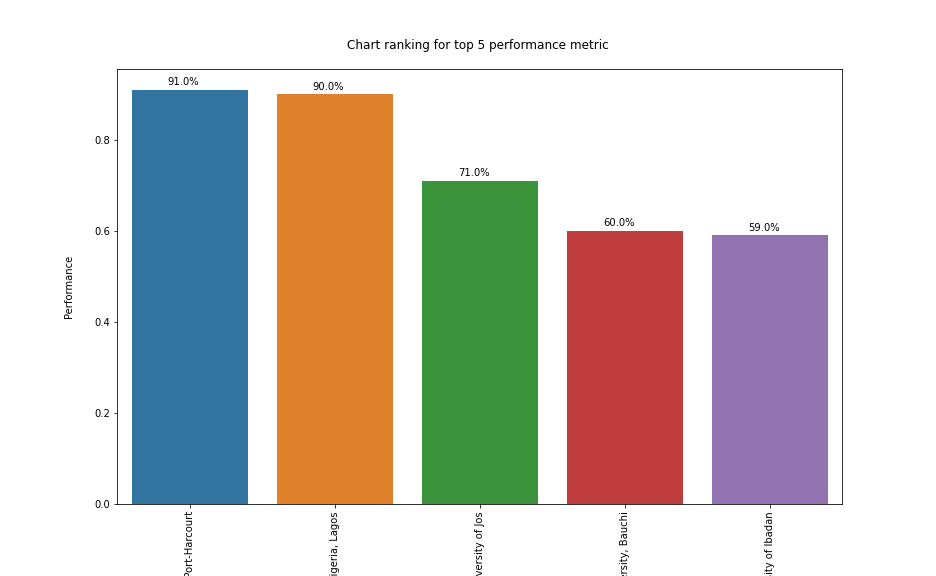 Chart ranking for top 5 performance metric
91.0%
90.0%
71.0%
60.0%
59.0%
Performance
0.8
0.6
0.4
0.2
0.0
Port-Harcourt
igeria, Lagos
versity of Jos
rsity, Bauchi
ity of Ibadan